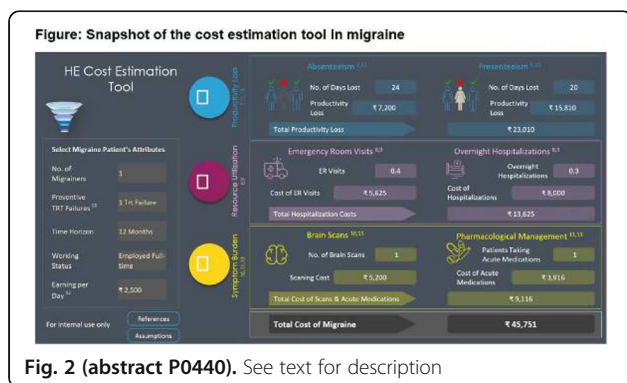 Figure: Snapshot of the cost estimation tool in migraine
HE Cost Estimation
Tool
Select Migraine Patient's Attributes
No. of
Migrainers
1
Preventive
TRT Failures
1 Trt Failure
Time Horizon
12 Months
Working
Status
Employed Full-
time
Earning per
Day
₹ 2,500
For internal use only
References
Assumptions
Productivity Loss
Resource Utilization
Symptom Burden
Absenteeism
No. of Days Lost
24
Productivity
Loss
₹ 7,200
Presenteeism
No. of Days Lost
20
Productivity
Loss
₹ 15,810
Total Productivity Loss
₹ 23,010
Emergency Room Visits
ER Visits
0.4
Cost of ER Visits
₹ 5,625
Overnight Hospitalizations
Overnight
Hospitalizations
0.3
Cost of
Hospitalizations
₹ 8,000
Total Hospitalization Costs
₹ 13,625
Brain Scans
No. of Brain Scans
1
Scaning Cost
₹ 5,200
Pharmacological Management
Patients Taking
Acute Medications
1
Cost of Acute
Medications
₹ 3,916
Total Cost of Scans & Acute Medications
₹ 9,116
Total Cost of Migraine
₹ 45,751
Fig. 2 (abstract P0440). See text for description